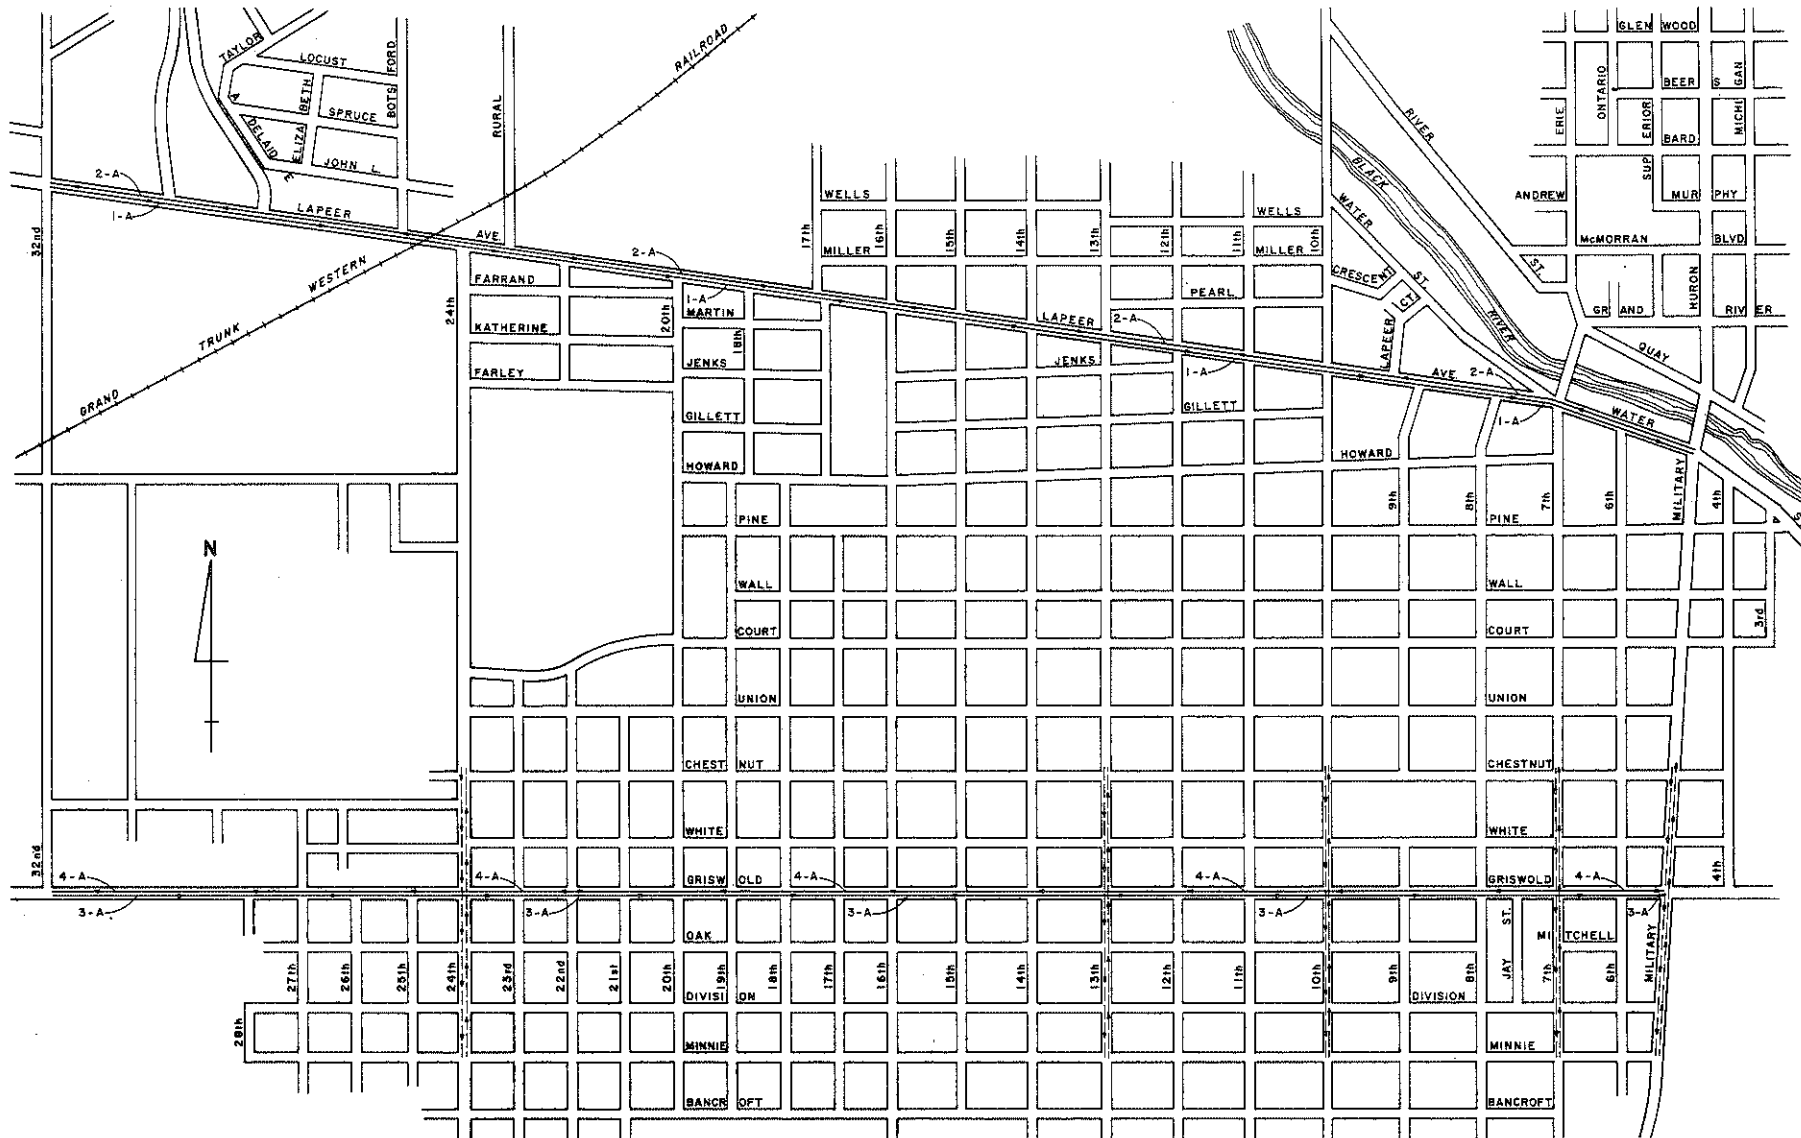 GLEN WOOD
TAYLOR
LOCUST
BOTS FORD
RAILROAD
BEER S
MICHI GAN
ONTARIO
ERIE
SUP ERIOR
BARD
RIVER
A DELAID E
ELIZA BETH
SPRUCE
JOHN L.
RURAL
BLACK
2-A
1-A
LAPEER
AVE.
WELLS
WATER
WELLS
ANDREW
MUR PHY
32nd
17th
16th
15th
14th
13th
12th
11th
10th
MILLER
MILLER
McMORRAN
BLVD.
2-A
WESTERN
FARRAND
24th
20th
1-A
MARTIN
CRESCENT
CT.
ST.
ST.
PEARL
HURON
GR AND
RIV ER
TRUNK
KATHERINE
18th
LAPEER
2-A
RIVER
LAPEER
QUAY
FARLEY
JENKS
JENKS
1-A
AVE.
2-A
GRAND
GILLETT
GILLETT
1-A
WATER
HOWARD
HOWARD
MILITARY
9th
8th
7th
6th
4th
PINE
PINE
N
WALL
WALL
COURT
COURT
3rd
UNION
UNION
CHEST NUT
CHESTNUT
WHITE
WHITE
32nd
4th
4-A
4-A
GRISW OLD
4-A
4-A
GRISWOLD
4-A
3-A
3-A
3-A
3-A
3-A
OAK
JAY ST.
MI TCHELL
MILITARY
27th
26th
25th
24th
23rd
22nd
21st
20th
19th
18th
17th
16th
15th
14th
13th
12th
11th
10th
9th
8th
7th
6th
DIVISI ON
DIVISION
28th
MINNIE
MINNIE
BANCR OFT
BANCROFT